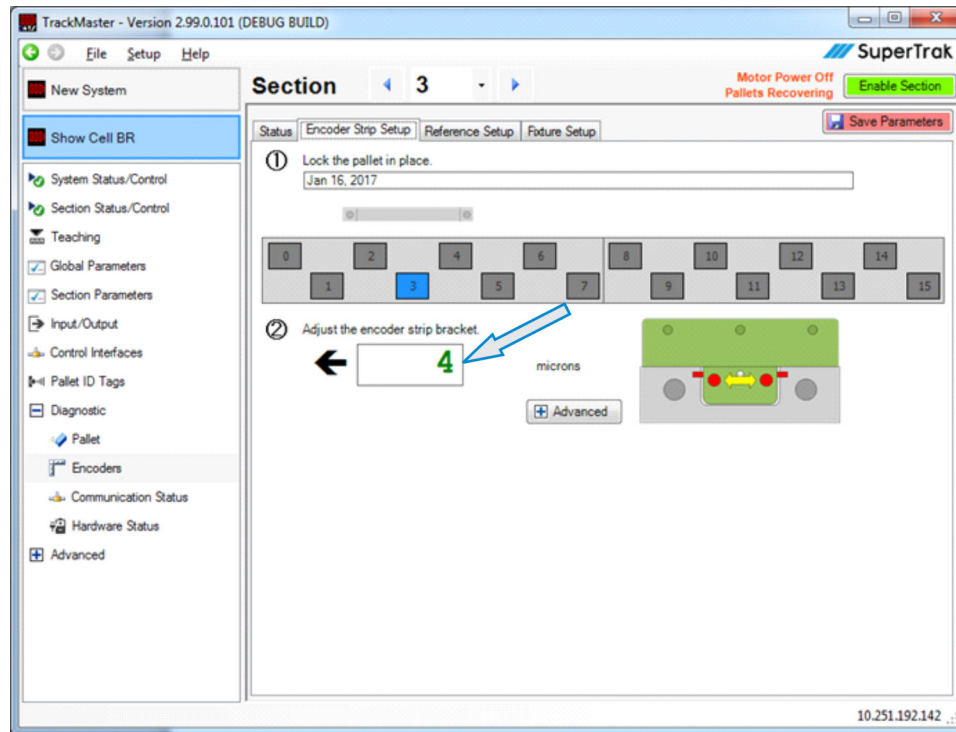 TrackMaster - Version 2.99.0.101 (DEBUG BUILD)
File Setup Help
SuperTrak
New System
Section 3
Motor Power Off
Pallets Recovering
Enable Section
Show Cell BR
Status Encoder Strip Setup Reference Setup Fixture Setup
Save Parameters
① Lock the pallet in place.
Jan 16, 2017
System Status/Control
Section Status/Control
Teaching
Global Parameters
Section Parameters
Input/Output
Control Interfaces
Pallet ID Tags
Diagnostic
Pallet
Encoders
Communication Status
Hardware Status
Advanced
0 2 4 6 8 10 12 14
1 3 5 7 9 11 13 15
② Adjust the encoder strip bracket.
4 microns
Advanced
10.251.192.142